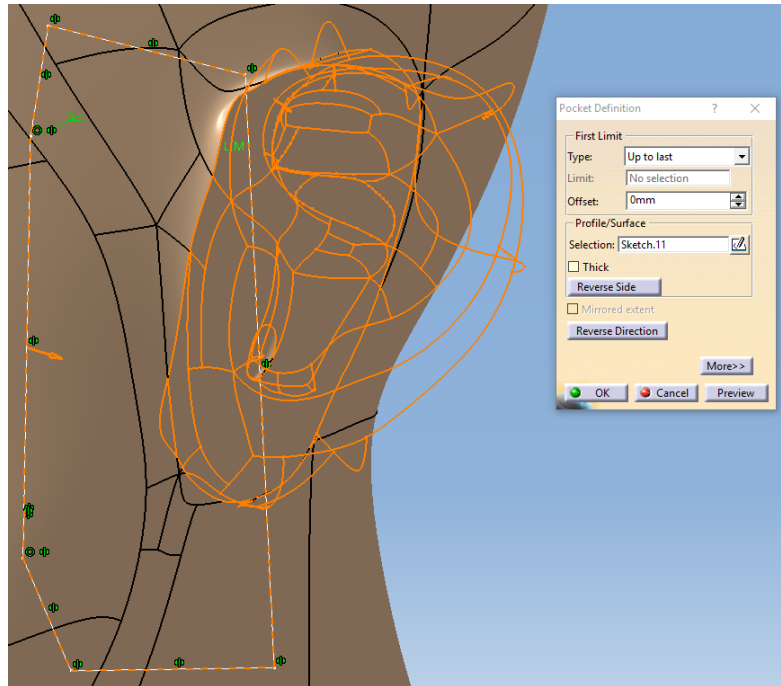 Pocket Definition ? ×
First Limit
Type: Up to last
Limit: No selection
Offset: 0mm
Profile/Surface
Selection: Sketch.11
Thick
Reverse Side
Mirrored extent
Reverse Direction
More>>
OK Cancel Preview